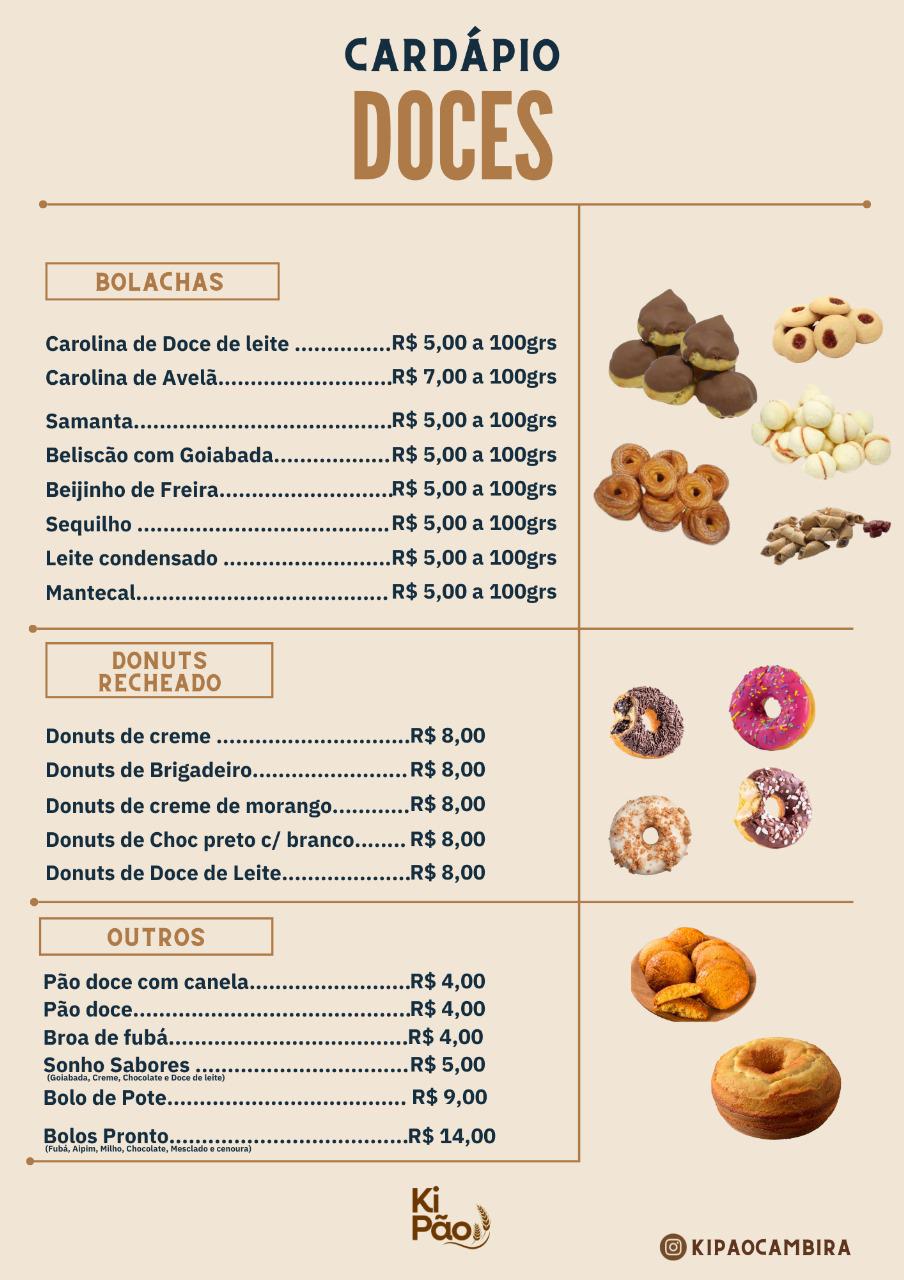 CARDÁPIO
DOCES
BOLACHAS
Carolina de Doce de leite ..............R$ 5,00 a 100grs
Carolina de Avelã.........................R$ 7,00 a 100grs
Samanta.....................................R$ 5,00 a 100grs
Beliscão com Goiabada.................R$ 5,00 a 100grs
Beijinho de Freira.........................R$ 5,00 a 100grs
Sequilho ....................................R$ 5,00 a 100grs
Leite condensado ........................R$ 5,00 a 100grs
Mantecal....................................R$ 5,00 a 100grs
DONUTS
RECHEADO
Donuts de creme ............................R$ 8,00
Donuts de Brigadeiro......................R$ 8,00
Donuts de creme de morango...........R$ 8,00
Donuts de Choc preto c/ branco.......R$ 8,00
Donuts de Doce de Leite..................R$ 8,00
OUTROS
Pão doce com canela.......................R$ 4,00
Pão doce........................................R$ 4,00
Broa de fubá..................................R$ 4,00
Sonho Sabores ...............................R$ 5,00
(Goiabada, Creme, Chocolate e Doce de leite)
Bolo de Pote.................................. R$ 9,00
Bolos Pronto..................................R$ 14,00
(Fubá, Aipim, Milho, Chocolate, Mesclado e cenoura)
Ki
Pão
KIPAOCAMBIRA